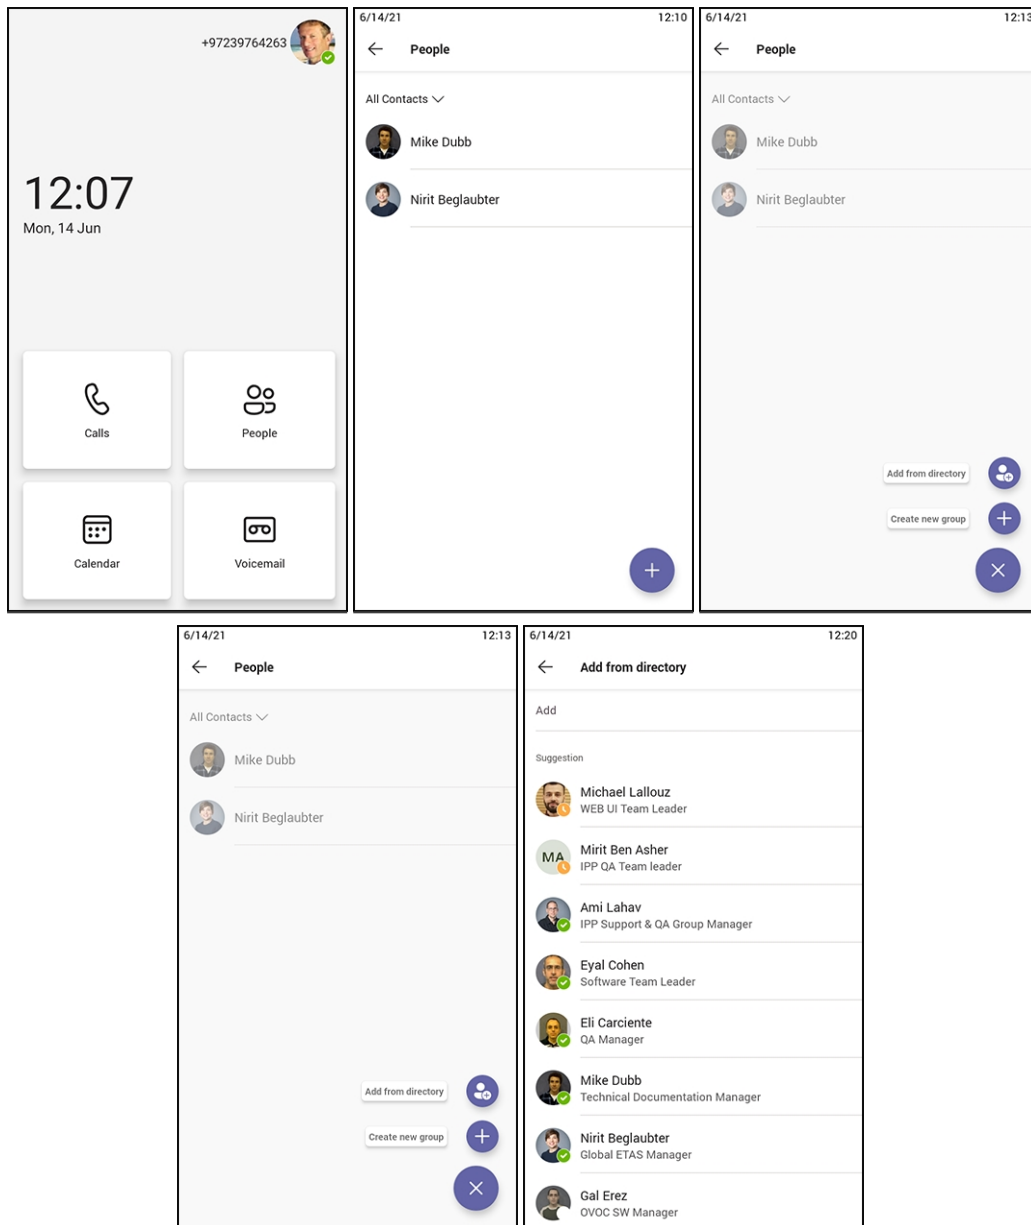 +97239764263
12:07
Mon, 14 Jun
Calls
People
Calendar
Voicemail
6/14/21 12:10
People
All Contacts
Mike Dubb
Nirit Beglaubter
6/14/21 12:13
People
All Contacts
Mike Dubb
Nirit Beglaubter
Add from directory
Create new group
6/14/21 12:13
People
All Contacts
Mike Dubb
Nirit Beglaubter
Add from directory
Create new group
6/14/21 12:20
Add from directory
Add
Suggestion
Michael Lallouz
WEB UI Team Leader
MA
Mirit Ben Asher
IPP QA Team leader
Ami Lahav
IPP Support & QA Group Manager
Eyal Cohen
Software Team Leader
Eli Carciente
QA Manager
Mike Dubb
Technical Documentation Manager
Nirit Beglaubter
Global ETAS Manager
Gal Erez
OVOC SW Manager